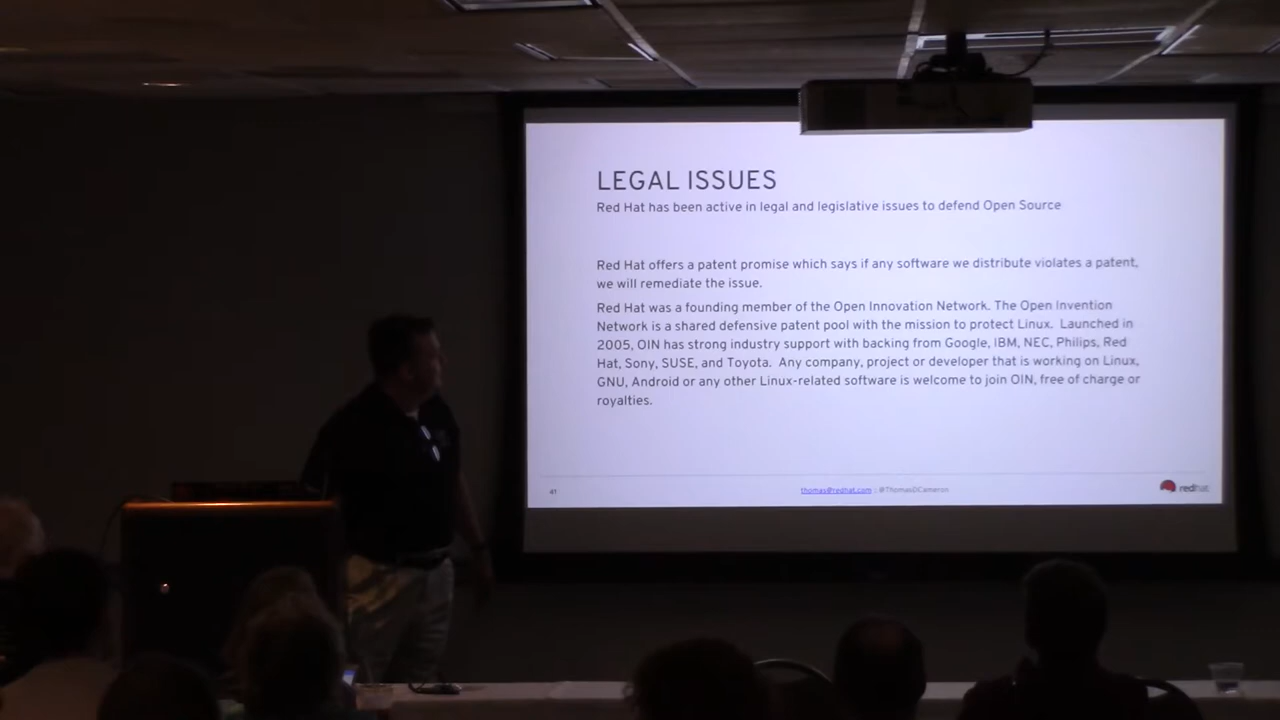 LEGAL ISSUES
Red Hat has been active in legal and legislative issues to defend Open Source
Red Hat offers a patent promise which says if any software we distribute violates a patent,
we will remediate the issue.
Red Hat was a founding member of the Open Innovation Network. The Open Invention
Network is a shared defensive patent pool with the mission to protect Linux. Launched in
2005, OIN has strong industry support with backing from Google, IBM, NEC, Philips, Red
Hat, Sony, SUSE, and Toyota. Any company, project or developer that is working on Linux,
GNU, Android or any other Linux-related software is welcome to join OIN, free of charge or
royalties.
41
thomas@redhat.com : @ThomasDCameron
redhat